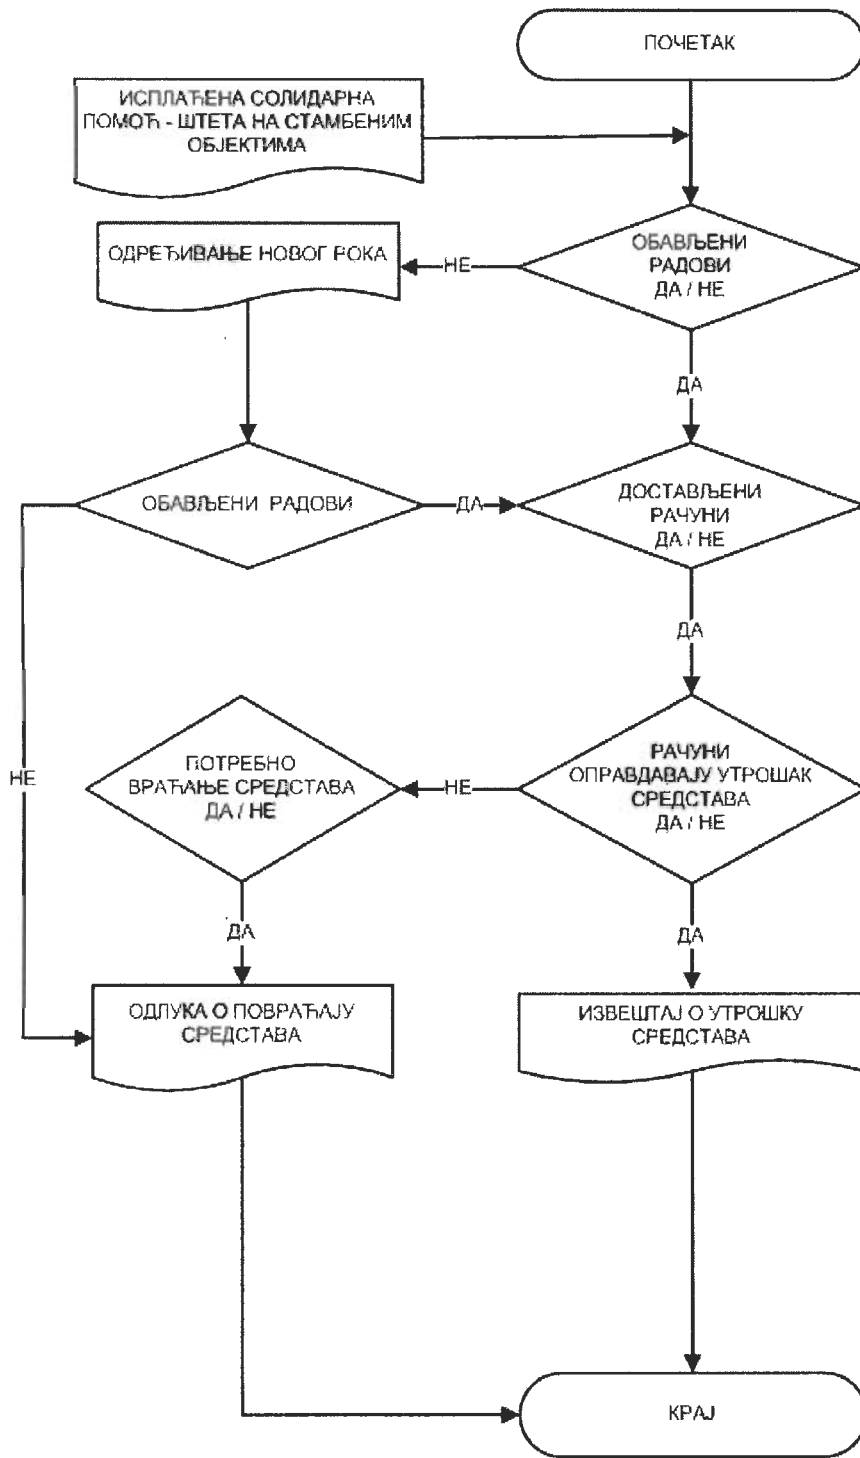 ПОЧЕТАК
ИСПЛАЋЕНА СОЛИДАРНА
ПОМОЋ - ШТЕТА НА СТАМБЕНИМ
ОБЈЕКТИМА
ОДРЕЂИВАЊЕ НОВОГ РОКА
НЕ
ОБАВЉЕНИ
РАДОВИ
ДА / НЕ
ДА
ОБАВЉЕНИ РАДОВИ
ДА
ДОСТАВЉЕНИ
РАЧУНИ
ДА / НЕ
ДА
НЕ
ПОТРЕБНО
ВРАЋАЊЕ СРЕДСТАВА
ДА / НЕ
НЕ
РАЧУНИ
ОПРАВДАВАЈУ УТРОШАК
СРЕДСТАВА
ДА / НЕ
ДА
ДА
ОДЛУКА О ПОВРАЋАЈУ
СРЕДСТАВА
ИЗВЕШТАЈ О УТРОШКУ
СРЕДСТАВА
КРАЈ